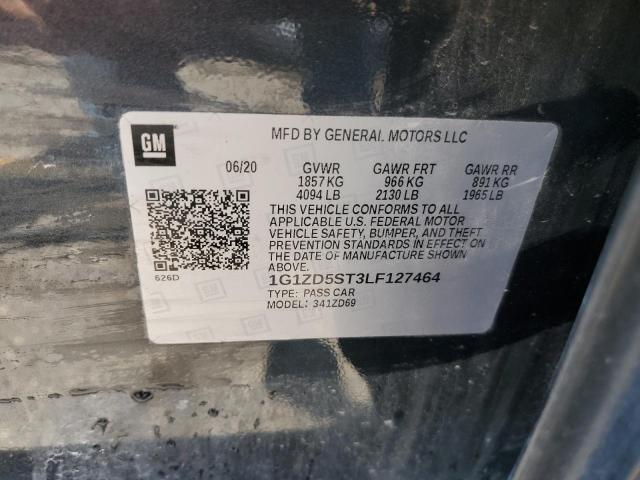 GM
MFD BY GENERAL MOTORS LLC
06/20 GVWR GAWR FRT GAWR RR
1857 KG 966 KG 891 KG
4094 LB 2130 LB 1965 LB
THIS VEHICLE CONFORMS TO ALL
APPLICABLE U.S. FEDERAL MOTOR
VEHICLE SAFETY, BUMPER, AND THEFT
PREVENTION STANDARDS IN EFFECT ON
THE DATE OF MANUFACTURE SHOWN
ABOVE.
626D
1G1ZD5ST3LF127464
TYPE: PASS CAR
MODEL: 341ZD69